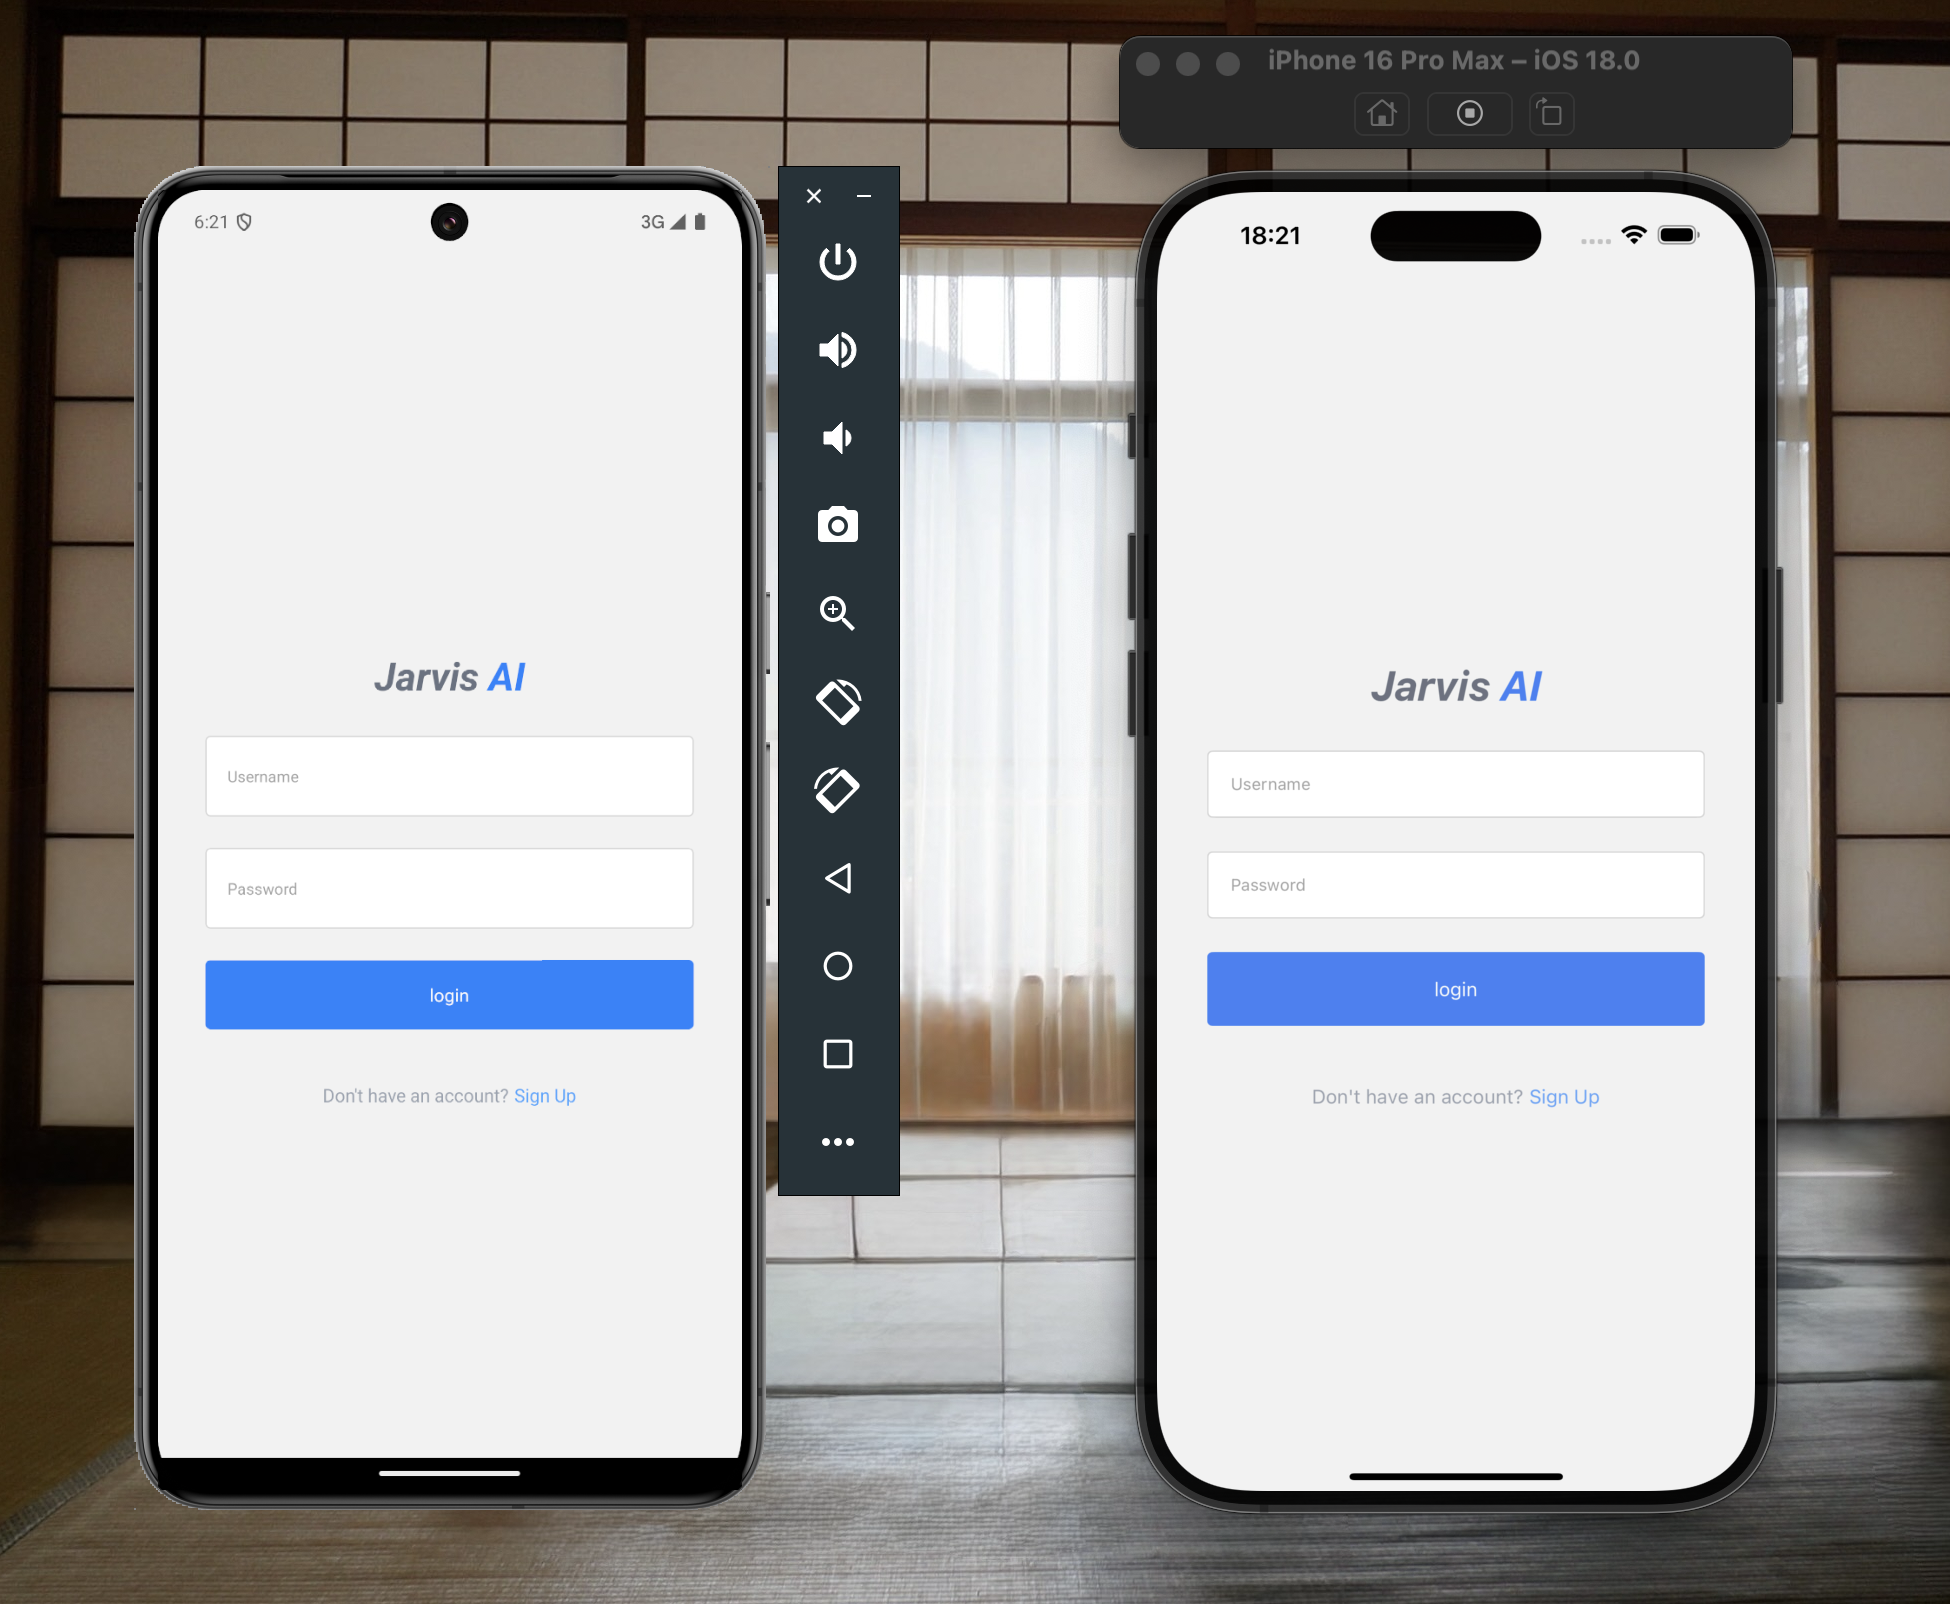 iPhone 16 Pro Max – iOS 18.0
6:21
3G
Jarvis AI
Username
Password
login
Don't have an account? Sign Up
18:21
Jarvis AI
Username
Password
login
Don't have an account? Sign Up